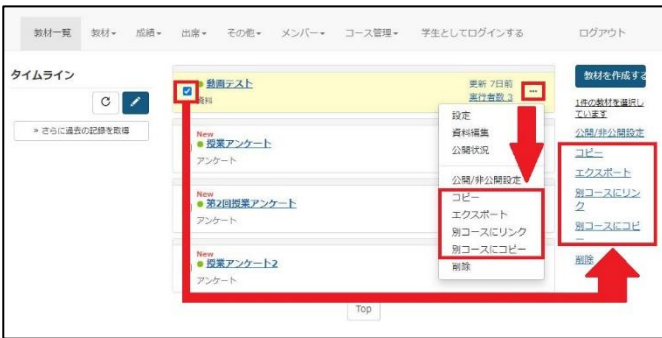 教材一覧 教材▾ 成績▾ 出席▾ その他▾ メンバー▾ コース管理▾ 学生としてログインする ログアウト
タイムライン
» さらに過去の記録を取得
動画テスト
資料
更新 7日前
実行者数 3
...
New
授業アンケート
アンケート
New
第2回授業アンケート
アンケート
New
授業アンケート2
アンケート
設定
資料編集
公開状況
公開/非公開設定
コピー
エクスポート
別コースにリンク
別コースにコピー
削除
Top
教材を作成する
1件の教材を選択し
ています
公開/非公開設定
コピー
エクスポート
別コースにリン
ク
別コースにコピ
ー
削除